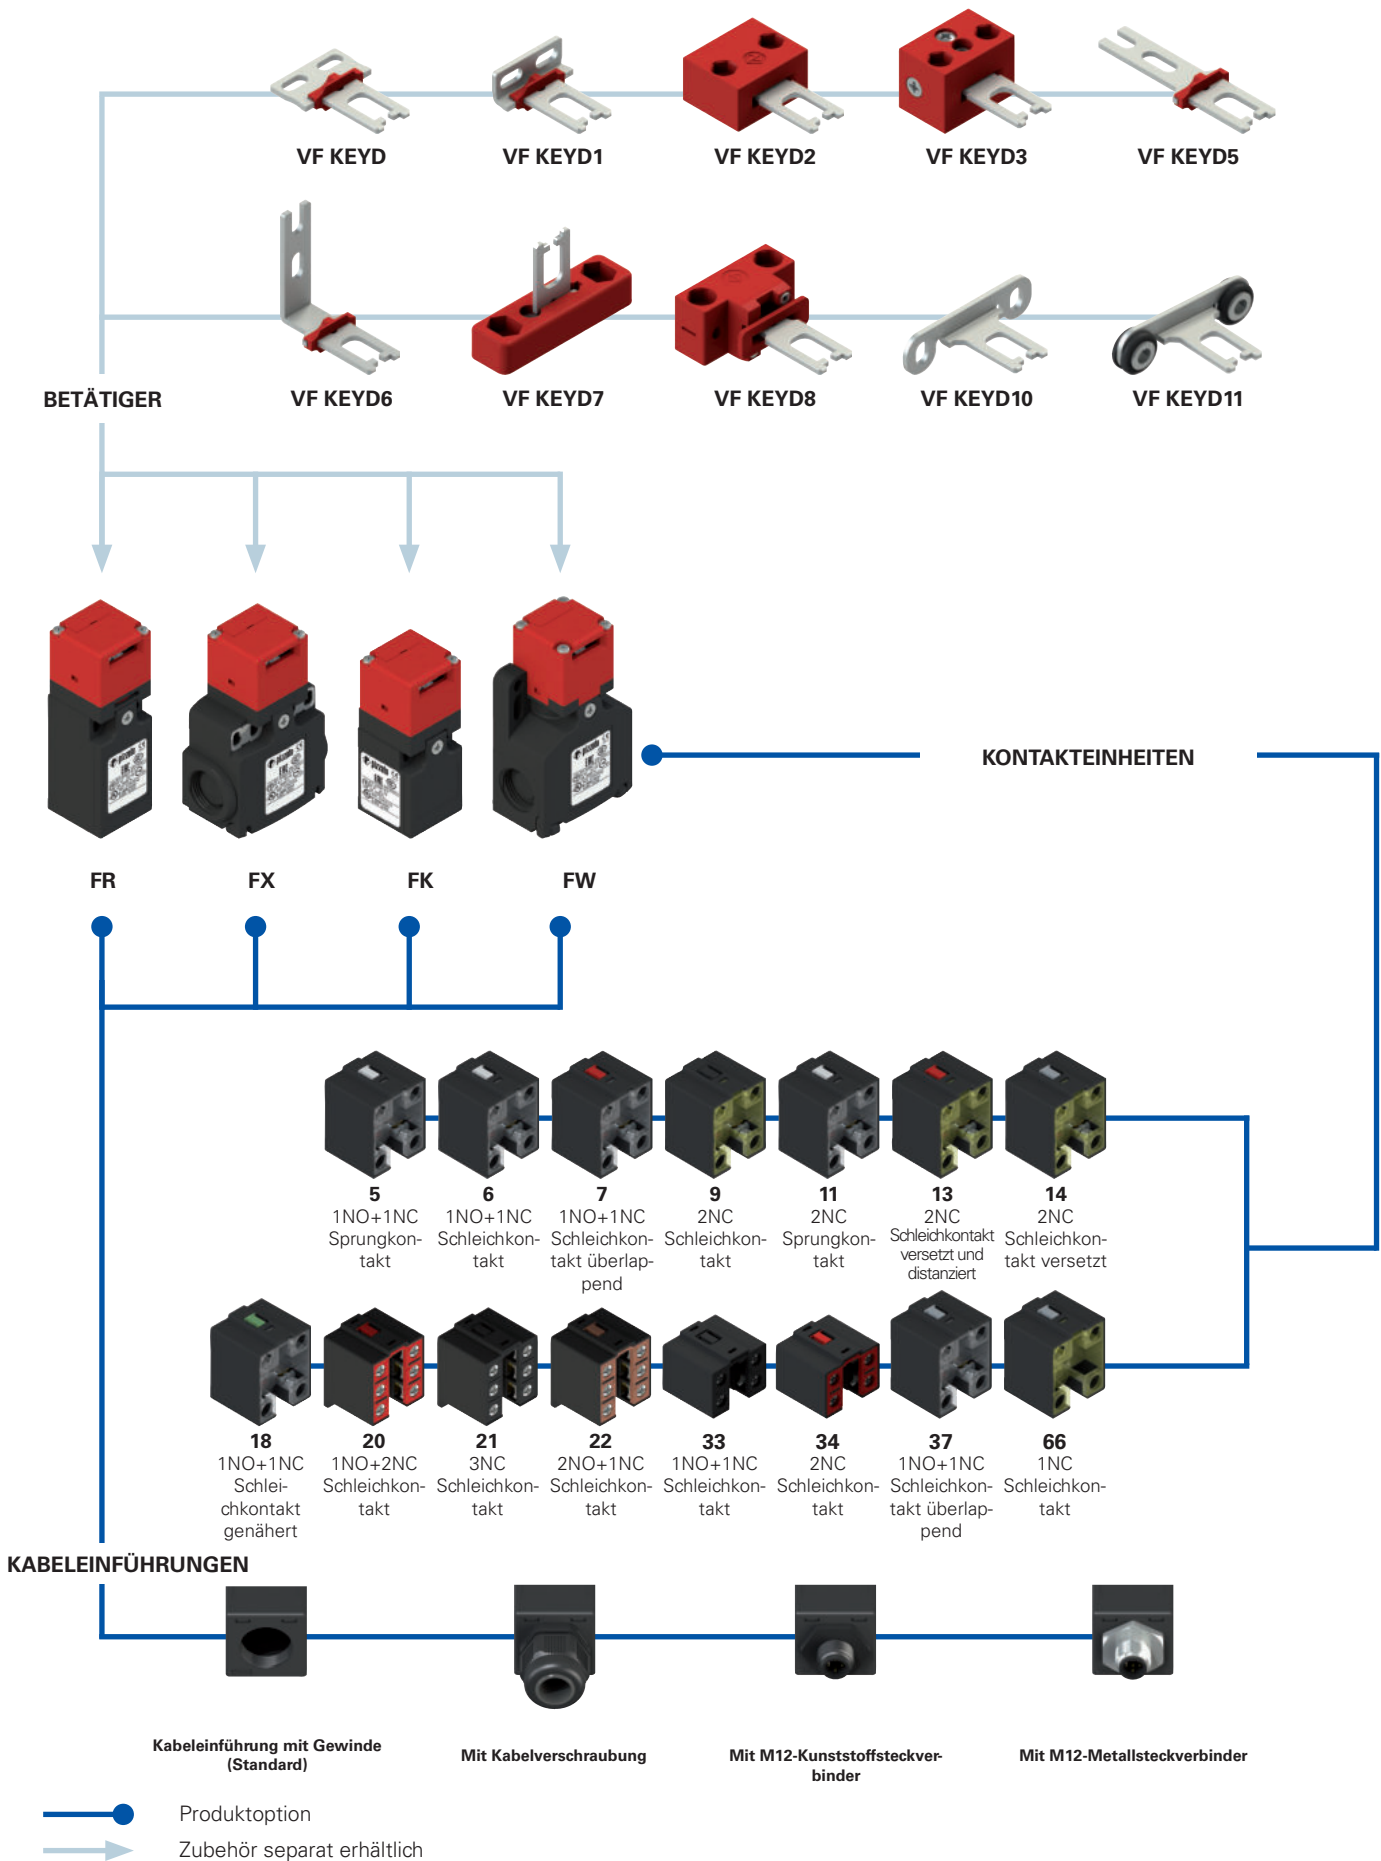 VF KEYD VF KEYD1 VF KEYD2 VF KEYD3 VF KEYD5
VF KEYD6 VF KEYD7 VF KEYD8 VF KEYD10 VF KEYD11
BETÄTIGER
pizzato pizzato pizzato pizzato
KONTAKTEINHEITEN
FR FX FK FW
5
1NO+1NC
Sprungkon-
takt
6
1NO+1NC
Schleichkon-
takt
7
1NO+1NC
Schleichkon-
takt überlap-
pend
9
2NC
Schleichkon-
takt
11
2NC
Sprungkon-
takt
13
2NC
Schleichkontakt
versetzt und
distanziert
14
2NC
Schleichkon-
takt versetzt
18
1NO+1NC
Schlei-
chkontakt
genähert
20
1NO+2NC
Schleichkon-
takt
21
3NC
Schleichkon-
takt
22
2NO+1NC
Schleichkon-
takt
33
1NO+1NC
Schleichkon-
takt
34
2NC
Schleichkon-
takt
37
1NO+1NC
Schleichkon-
takt überlap-
pend
66
1NC
Schleichkon-
takt
KABELEINFÜHRUNGEN
Kabeleinführung mit Gewinde
(Standard)
Mit Kabelverschraubung
Mit M12-Kunststoffsteckver-
binder
Mit M12-Metallsteckverbinder
Produktoption
Zubehör separat erhältlich